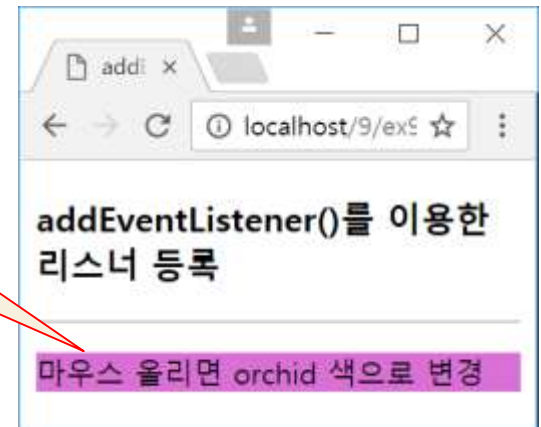 addi
localhost/9/ex9
addEventListener()를 이용한
리스너 등록
마우스 올리면 orchid 색으로 변경